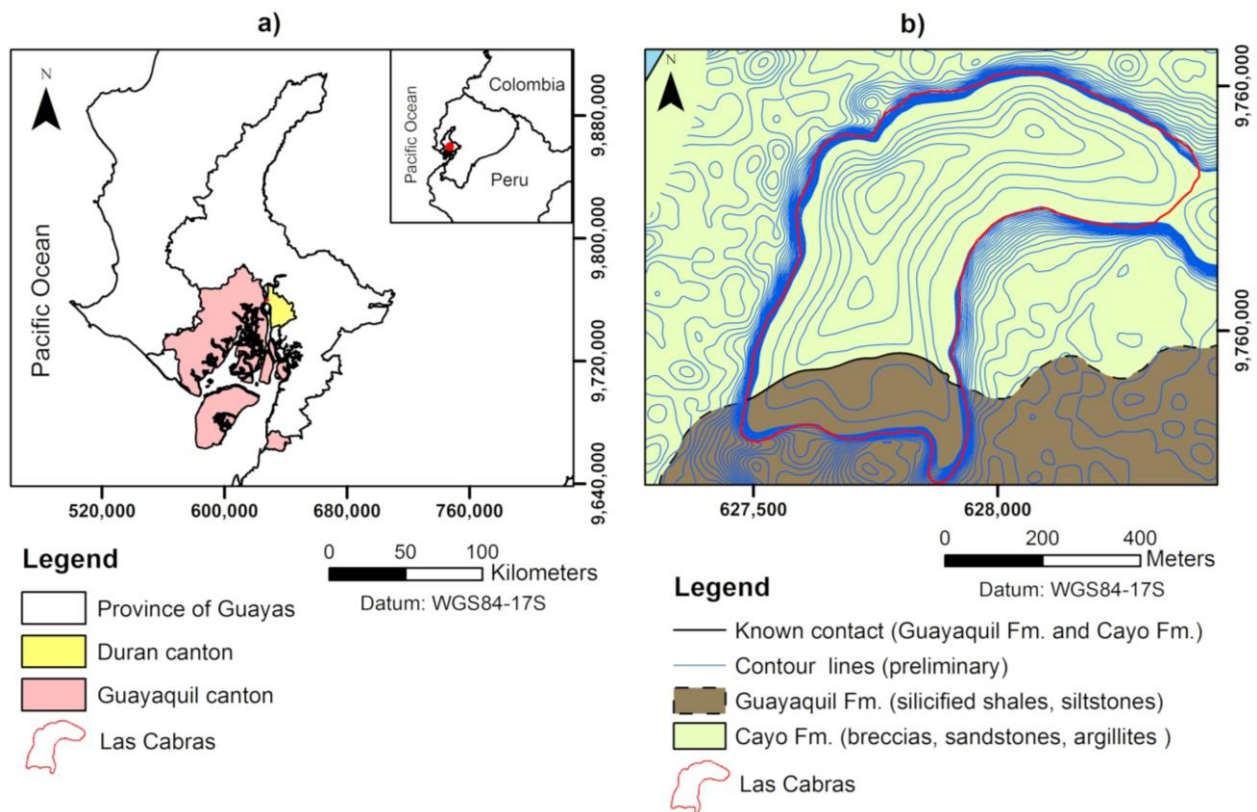 a)
N
Colombia
Pacific Ocean
Peru
Pacific Ocean
9,880,000
9,800,000
9,720,000
9,640,000
520,000
600,000
680,000
760,000
Legend
0 50 100
Kilometers
Datum: WGS84-17S
Province of Guayas
Duran canton
Guayaquil canton
Las Cabras
b)
N
9,760,000
9,760,000
627,500
628,000
0 200 400
Meters
Datum: WGS84-17S
Legend
Known contact (Guayaquil Fm. and Cayo Fm.)
Contour lines (preliminary)
Guayaquil Fm. (silicified shales, siltstones)
Cayo Fm. (breccias, sandstones, argillites )
Las Cabras